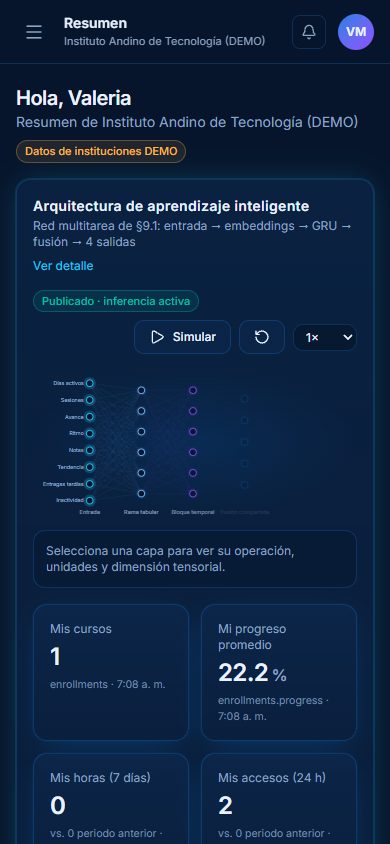 Resumen
Instituto Andino de Tecnología (DEMO)
VM
Hola, Valeria
Resumen de Instituto Andino de Tecnología (DEMO)
Datos de instituciones DEMO
Arquitectura de aprendizaje inteligente
Red multitarea de §9.1: entrada → embeddings → GRU →
fusión → 4 salidas
Ver detalle
Publicado · inferencia activa
Simular
1×
Días activos
Sesiones
Avance
Ritmo
Notas
Tendencia
Entregas tardías
Inactividad
Entrada Rama tabular Bloque temporal Fusión compartida
Selecciona una capa para ver su operación,
unidades y dimensión tensorial.
Mis cursos
1
enrollments · 7:08 a. m.
Mi progreso
promedio
22.2 %
enrollments.progress ·
7:08 a. m.
Mis horas (7 días)
0
vs. 0 periodo anterior ·
Mis accesos (24 h)
2
vs. 0 periodo anterior ·